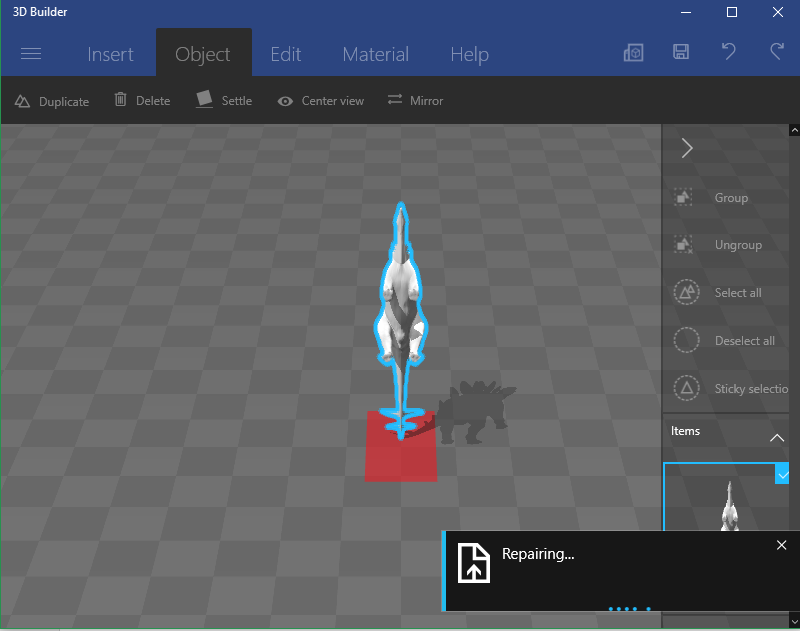 3D Builder
Insert
Object
Edit
Material
Help
Duplicate
Delete
Settle
Center view
Mirror
Group
Ungroup
Select all
Deselect all
Sticky selectio
Items
Repairing...